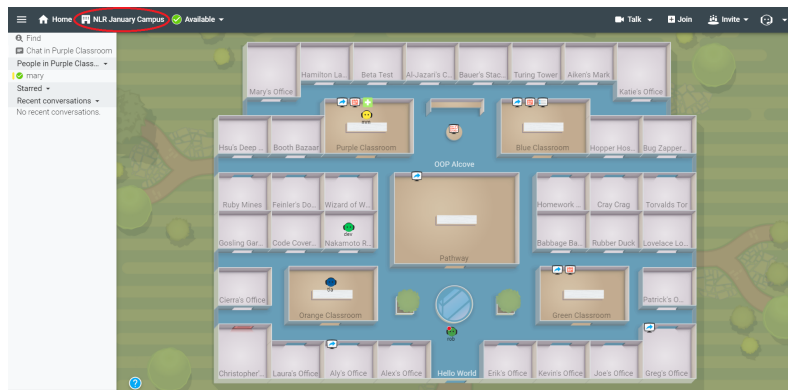 Home NLR January Campus Available Talk Join Invite
Find
Chat in Purple Classroom
People in Purple Class...
mary
Starred
Recent conversations
No recent conversations.
Mary's Office Hamilton La... Beta Test Al-Jazari's C... Bauer's Stac... Turing Tower Aiken's Mark Katie's Office
Hsu's Deep ... Booth Bazaar Purple Classroom Blue Classroom Hopper Hos... Bug Zapper...
OOP Alcove
Ruby Mines Feinler's Do... Wizard of W... Homework ... Cray Crag Torvalds Tor
dev
Gosling Gar... Code Cover... Nakamoto R... Babbage Ba... Rubber Duck Lovelace Lo...
Pathway
Cierra's Office Patrick's O...
Orange Classroom Green Classroom
rob
Christopher'... Laura's Office Aly's Office Alex's Office Hello World Erik's Office Kevin's Office Joe's Office Greg's Office
?